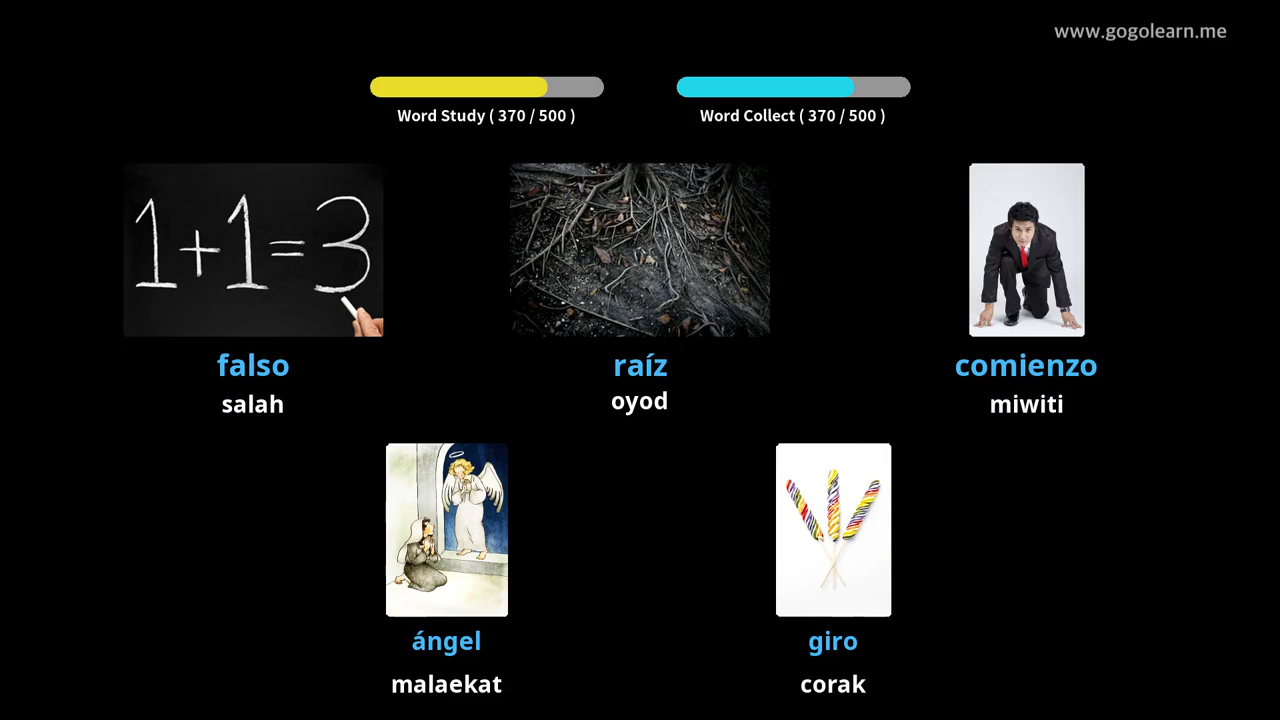 www.gogolearn.me
Word Study ( 370 / 500 )
Word Collect ( 370 / 500 )
1+1=3
falso
salah
raíz
oyod
comienzo
miwiti
ángel
malaekat
giro
corak